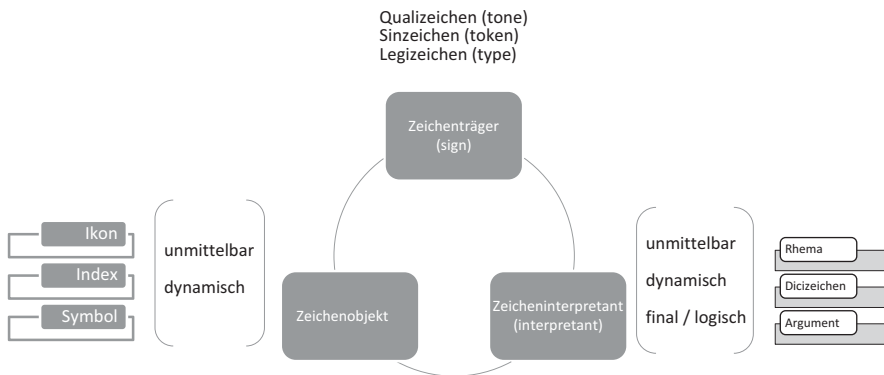 Qualizeichen (tone)
Sinzeichen (token)
Legizeichen (type)
Zeichenträger
(sign)
Ikon
Index
Symbol
unmittelbar
dynamisch
Zeichenobjekt
Zeicheninterpretant
(interpretant)
unmittelbar
dynamisch
final / logisch
Rhema
Dicizeichen
Argument